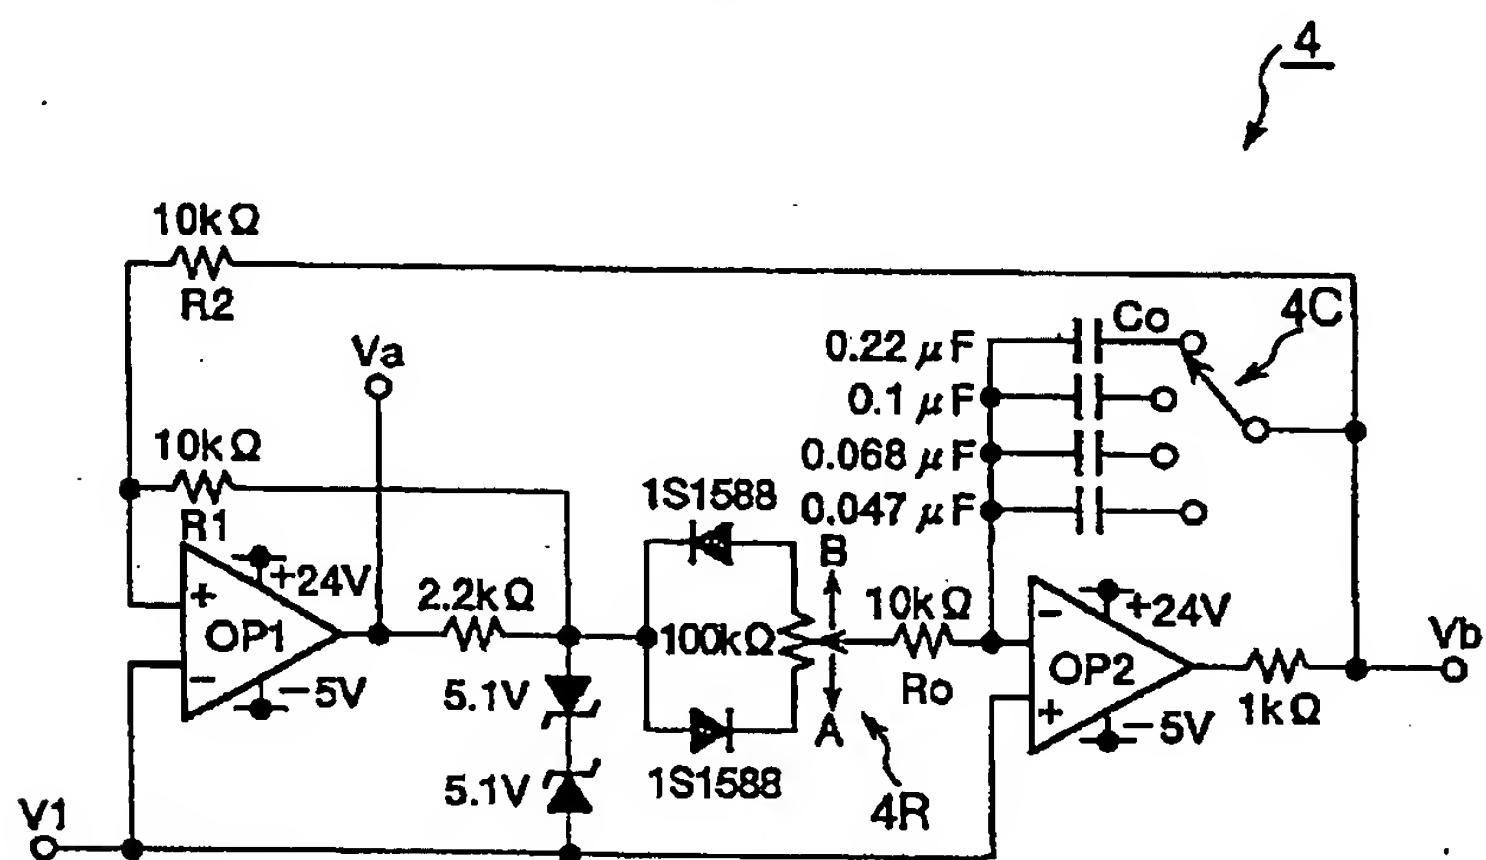 4
10kΩ
R2
Va
Co
4C
0.22 μF
0.1 μF
0.068 μF
0.047 μF
10kΩ
R1
1S1588
B
+24V
+
OP1
−
−5V
2.2kΩ
100kΩ
10kΩ
Ro
−
+24V
OP2
+
−5V
1kΩ
Vb
5.1V
A
1S1588
5.1V
4R
V1